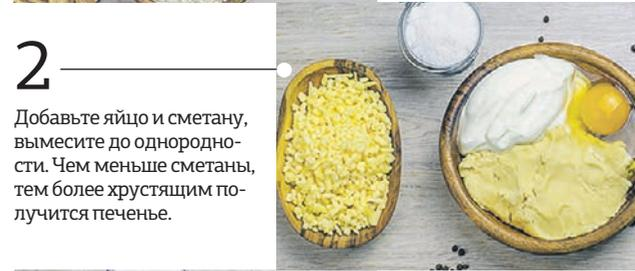 2
Добавьте яйцо и сметану,
вымесите до однородно-
сти. Чем меньше сметаны,
тем более хрустящим по-
лучится печенье.